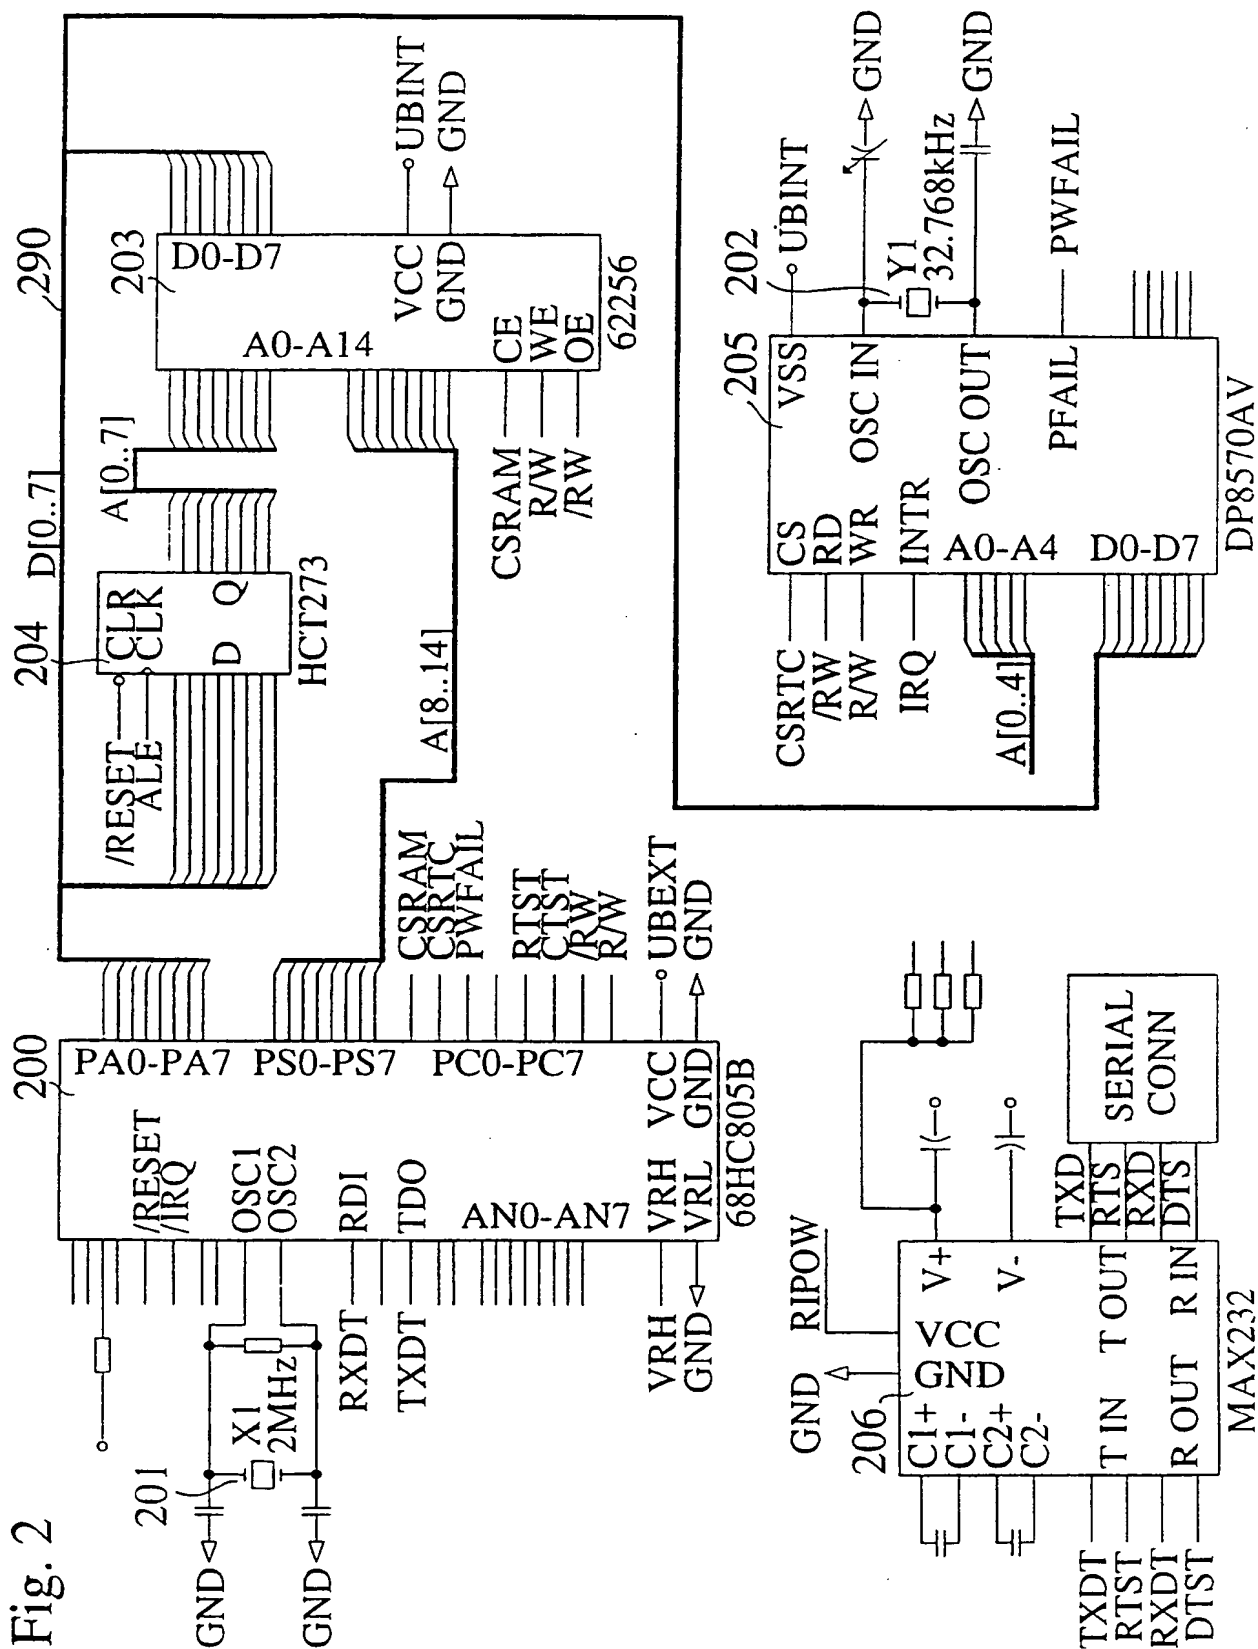 Fig. 2
200
PA0-PA7
PS0-PS7
PC0-PC7
/RESET
/IRQ
OSC1
OSC2
RDI
TDO
AN0-AN7
VRH
VRL
VCC
GND
68HC805B
201
X1
2MHz
GND
GND
RXDT
TXDT
VRH
GND
CSRAM
CSRTC
PWFAIL
RTST
CTST
/RW
R/W
UBEXT
GND
204
/RESET
ALE
CLR
CLK
D
Q
HCT273
D[0..7]
290
A[0..7]
A[8..14]
203
D0-D7
A0-A14
VCC
GND
CE
WE
OE
62256
UBINT
GND
CSRAM
R/W
/RW
206
RIPOW
GND
VCC
GND
C1+
C1-
C2+
C2-
V+
V-
T IN
T OUT
R OUT
R IN
MAX232
TXDT
RTST
RXDT
DTST
TXD
RTS
RXD
DTS
SERIAL
CONN
205
CSRTC
/RW
R/W
IRQ
A[0..4]
CS
RD
WR
INTR
A0-A4
D0-D7
VSS
OSC IN
OSC OUT
PFAIL
DP8570AV
202
UBINT
Y1
32.768kHz
GND
GND
PWFAIL